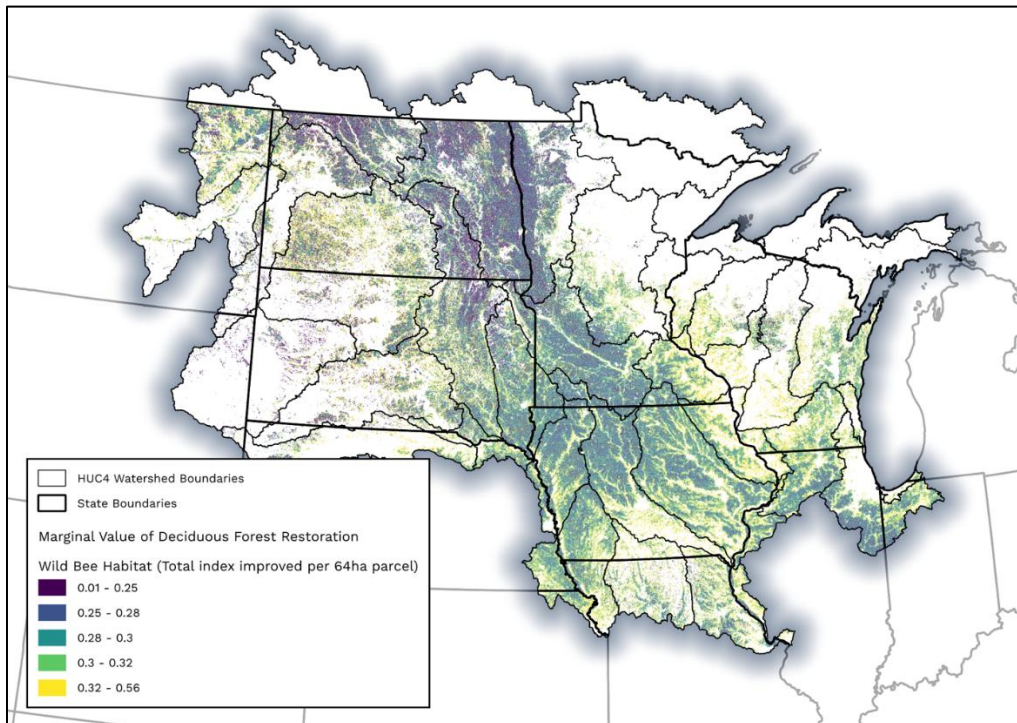 HUC4 Watershed Boundaries
State Boundaries
Marginal Value of Deciduous Forest Restoration
Wild Bee Habitat (Total index improved per 64ha parcel)
0.01 - 0.25
0.25 - 0.28
0.28 - 0.3
0.3 - 0.32
0.32 - 0.56